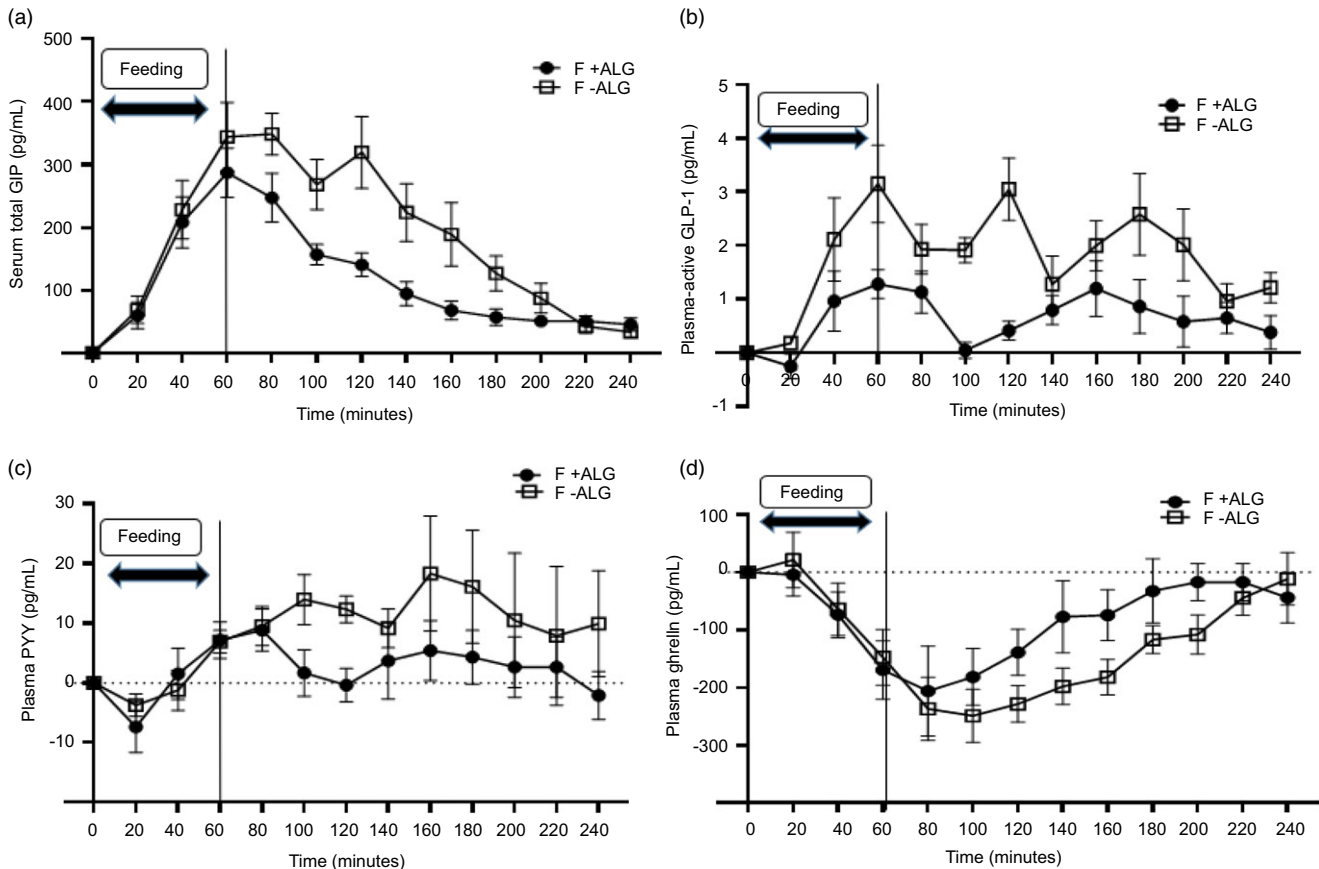 (a)
500
400
300
200
100
Serum total GIP (pg/mL)
Feeding
F +ALG
F -ALG
0 20 40 60 80 100 120 140 160 180 200 220 240
Time (minutes)
(b)
5
4
3
2
1
0
-1
Plasma-active GLP-1 (pg/mL)
Feeding
F +ALG
F -ALG
20 40 60 80 100 120 140 160 180 200 220 240
Time (minutes)
(c)
30
20
10
0
-10
Plasma PYY (pg/mL)
Feeding
F +ALG
F -ALG
0 20 40 60 80 100 120 140 160 180 200 220 240
Time (minutes)
(d)
100
0
-100
-200
-300
Plasma ghrelin (pg/mL)
Feeding
F +ALG
F -ALG
0 20 40 60 80 100 120 140 160 180 200 220 240
Time (minutes)